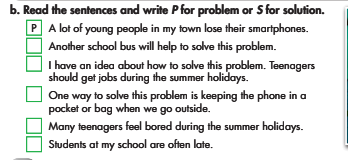 b. Read the sentences and write P for problem or S for solution.
P A lot of young people in my town lose their smartphones.
Another school bus will help to solve this problem.
I have an idea about how to solve this problem. Teenagers
should get jobs during the summer holidays.
One way to solve this problem is keeping the phone in a
pocket or bag when we go outside.
Many teenagers feel bored during the summer holidays.
Students at my school are often late.